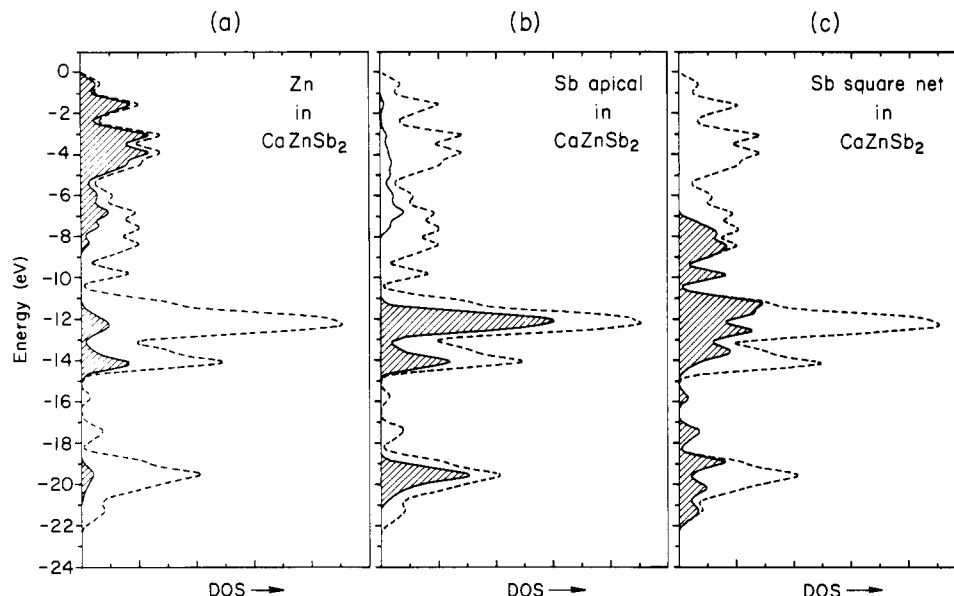 (a) (b) (c)
Zn
in
CaZnSb2
Sb apical
in
CaZnSb2
Sb square net
in
CaZnSb2
Energy (eV)
0
-2
-4
-6
-8
-10
-12
-14
-16
-18
-20
-22
-24
DOS → DOS → DOS →